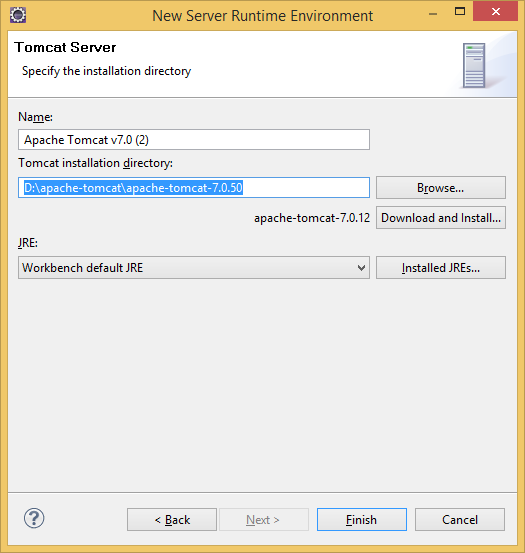 New Server Runtime Environment
Tomcat Server
Specify the installation directory
Name:
Apache Tomcat v7.0 (2)
Tomcat installation directory:
D:\apache-tomcat\apache-tomcat-7.0.50
Browse...
apache-tomcat-7.0.12
Download and Install...
JRE:
Workbench default JRE
Installed JREs...
?
< Back
Next >
Finish
Cancel